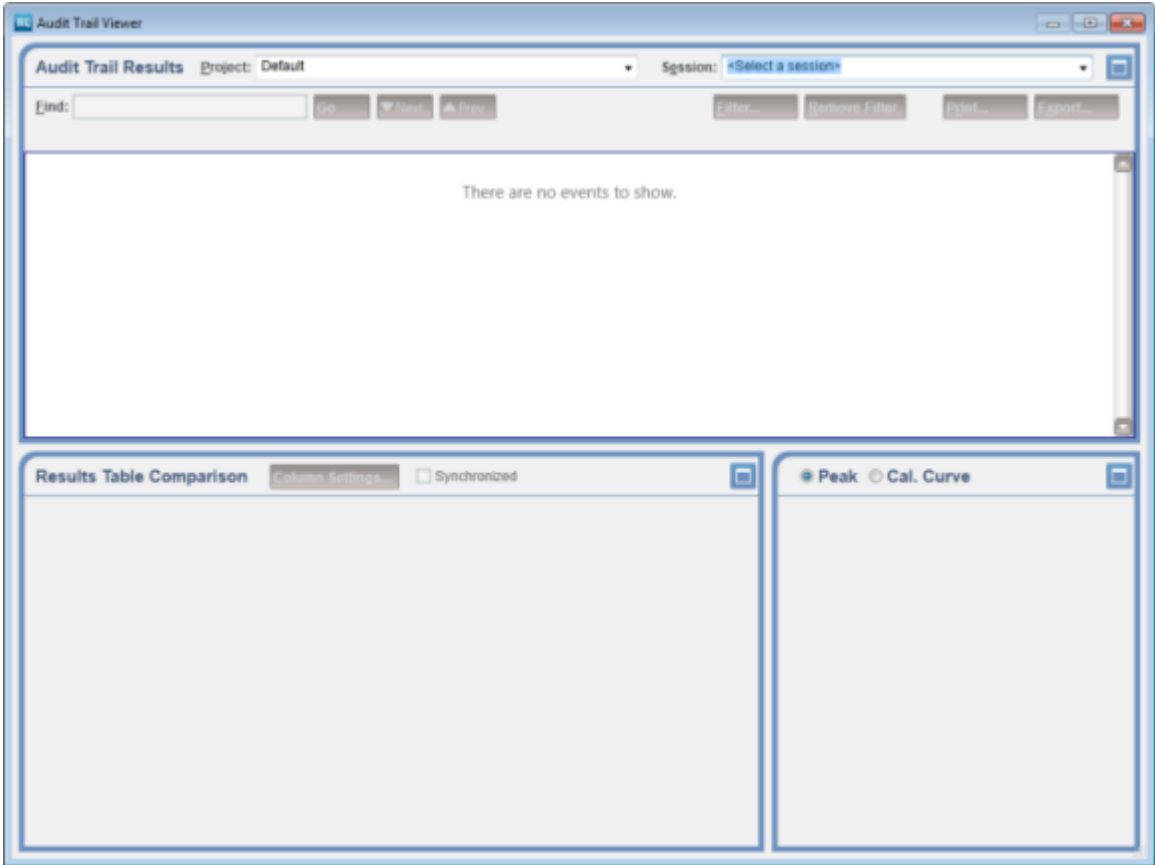 Audit Trail Viewer
Audit Trail Results Project: Default Session: <Select a session>
Find: Go Next Prev Filter... Remove Filter Print... Export...
There are no events to show.
Results Table Comparison Column Settings... Synchronized
Peak Cal. Curve